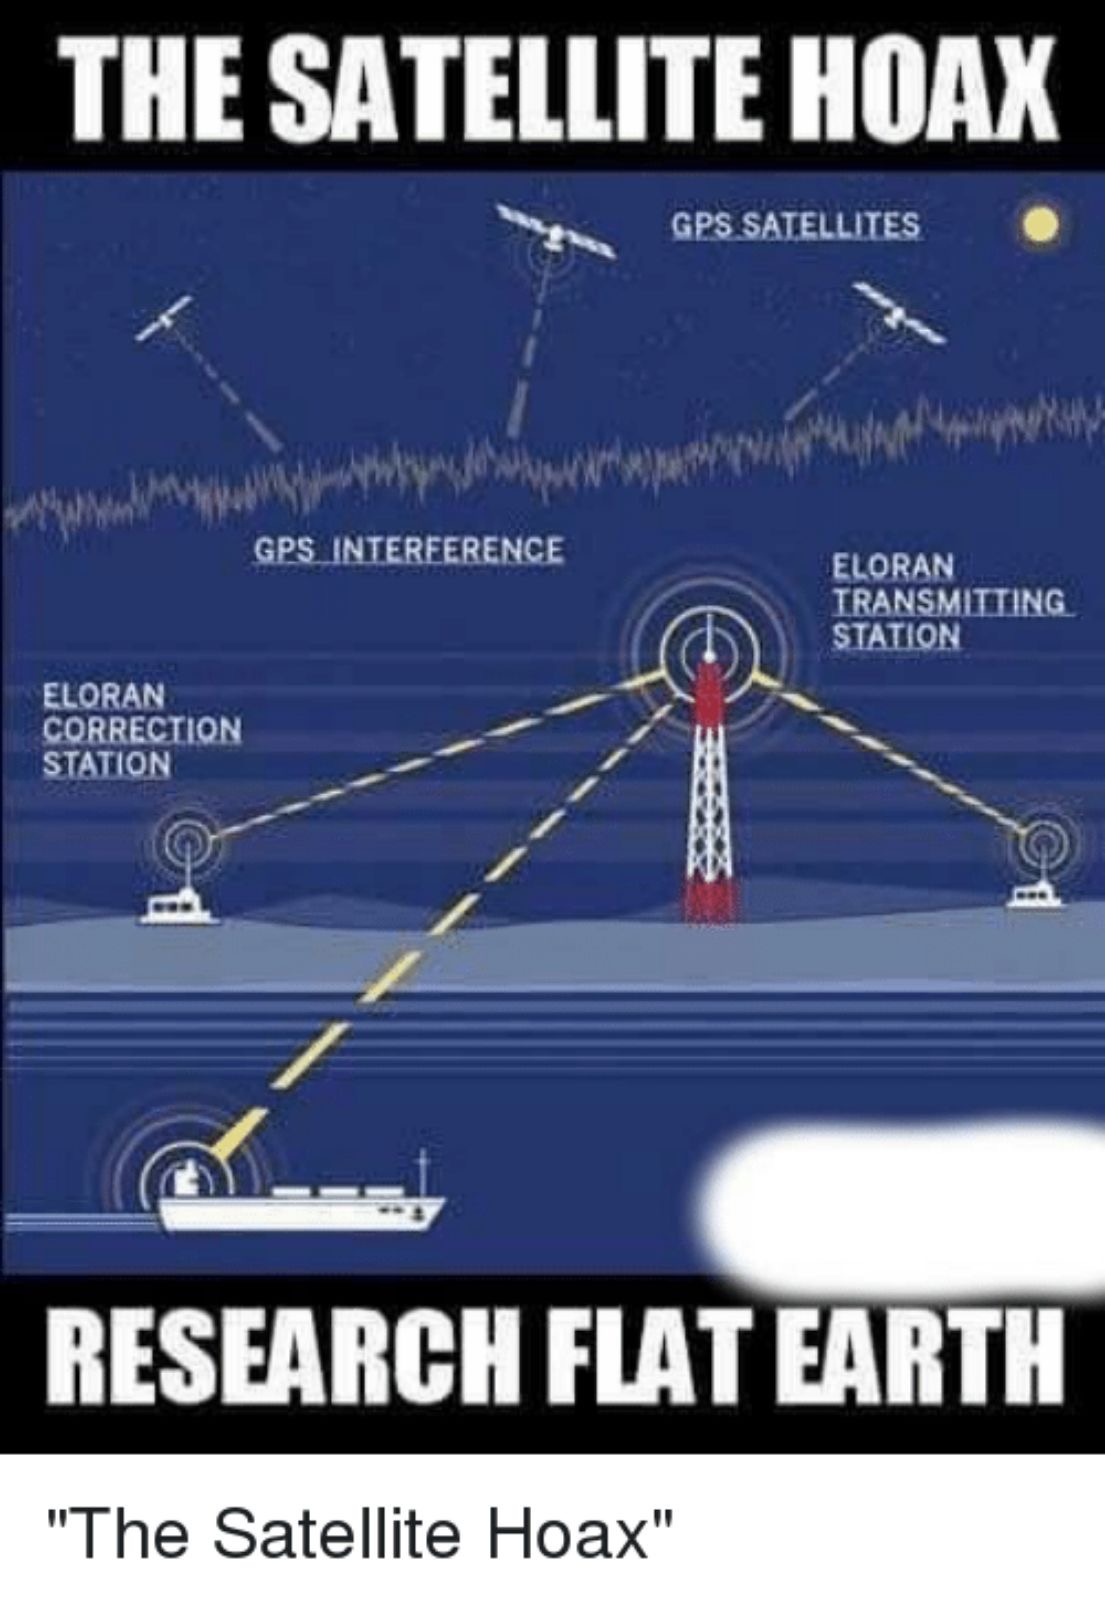 THE SATELLITE HOAX
GPS SATELLITES
GPS INTERFERENCE
ELORAN
TRANSMITTING
STATION
ELORAN
CORRECTION
STATION
RESEARCH FLAT EARTH
"The Satellite Hoax"